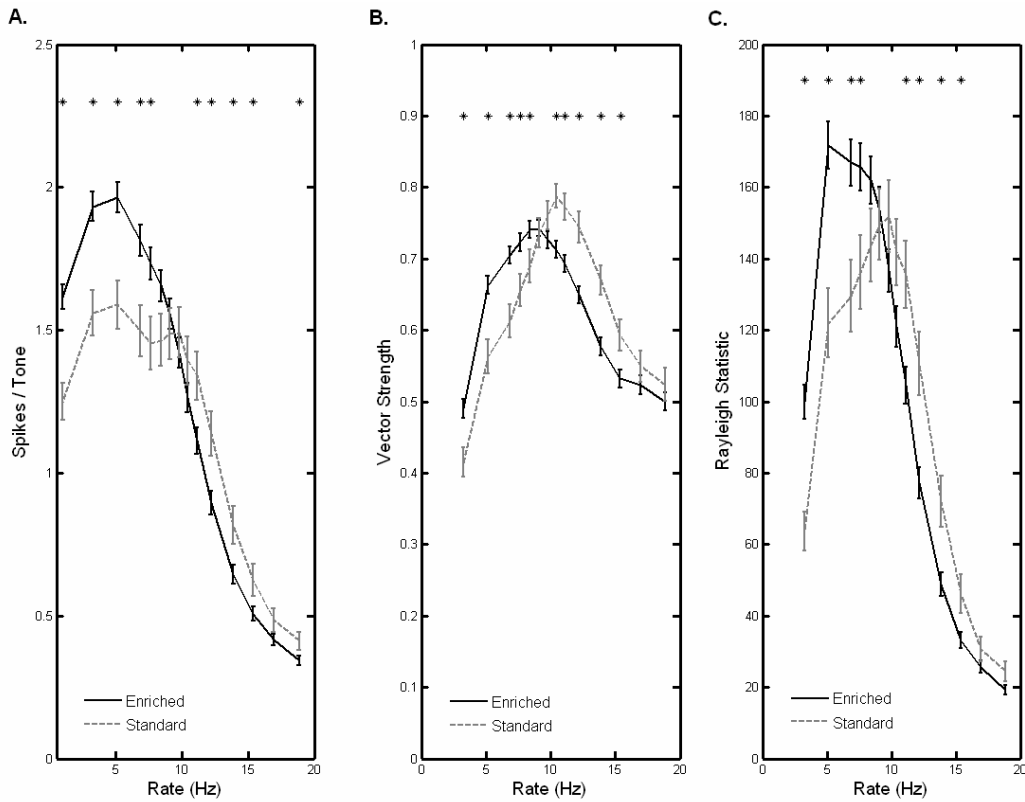 A.
B.
C.
2.5
2
1.5
1
0.5
0
5
10
15
20
Spikes / Tone
Rate (Hz)
Enriched
Standard
1
0.9
0.8
0.7
0.6
0.5
0.4
0.3
0.2
0.1
0
0
5
10
15
20
Vector Strength
Rate (Hz)
Enriched
Standard
200
180
160
140
120
100
80
60
40
20
0
0
5
10
15
20
Rayleigh Statistic
Rate (Hz)
Enriched
Standard